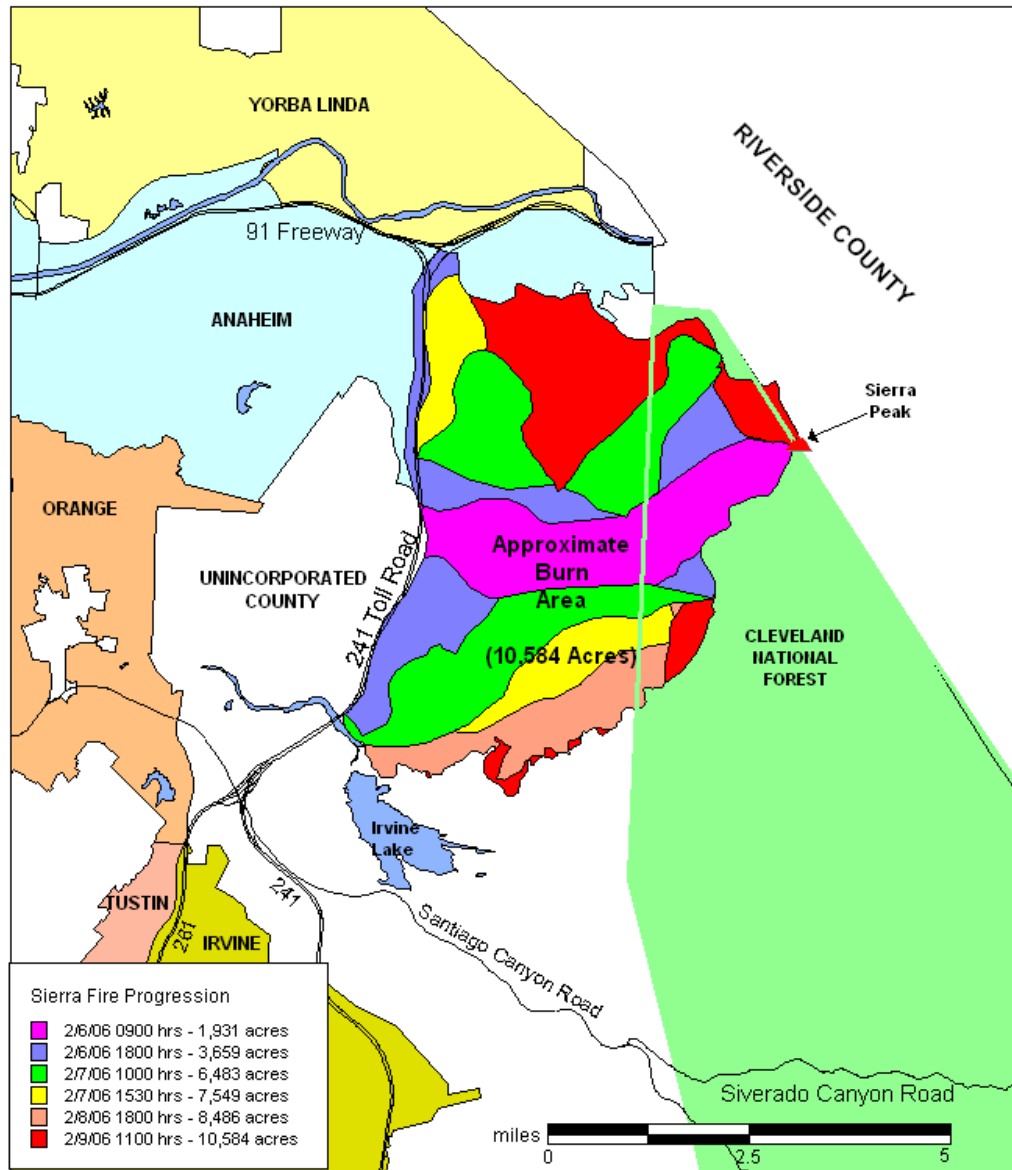 YORBA LINDA
RIVERSIDE COUNTY
91 Freeway
ANAHEIM
Sierra
Peak
ORANGE
241 Toll Road
Approximate
Burn
Area
(10,584 Acres)
UNINCORPORATED
COUNTY
CLEVELAND
NATIONAL
FOREST
Irvine
Lake
TUSTIN
261
241
IRVINE
Santiago Canyon Road
Siverado Canyon Road
Sierra Fire Progression
2/6/06 0900 hrs - 1,931 acres
2/6/06 1800 hrs - 3,659 acres
2/7/06 1000 hrs - 6,483 acres
2/7/06 1530 hrs - 7,549 acres
2/8/06 1800 hrs - 8,486 acres
2/9/06 1100 hrs - 10,584 acres
miles
0 2.5 5